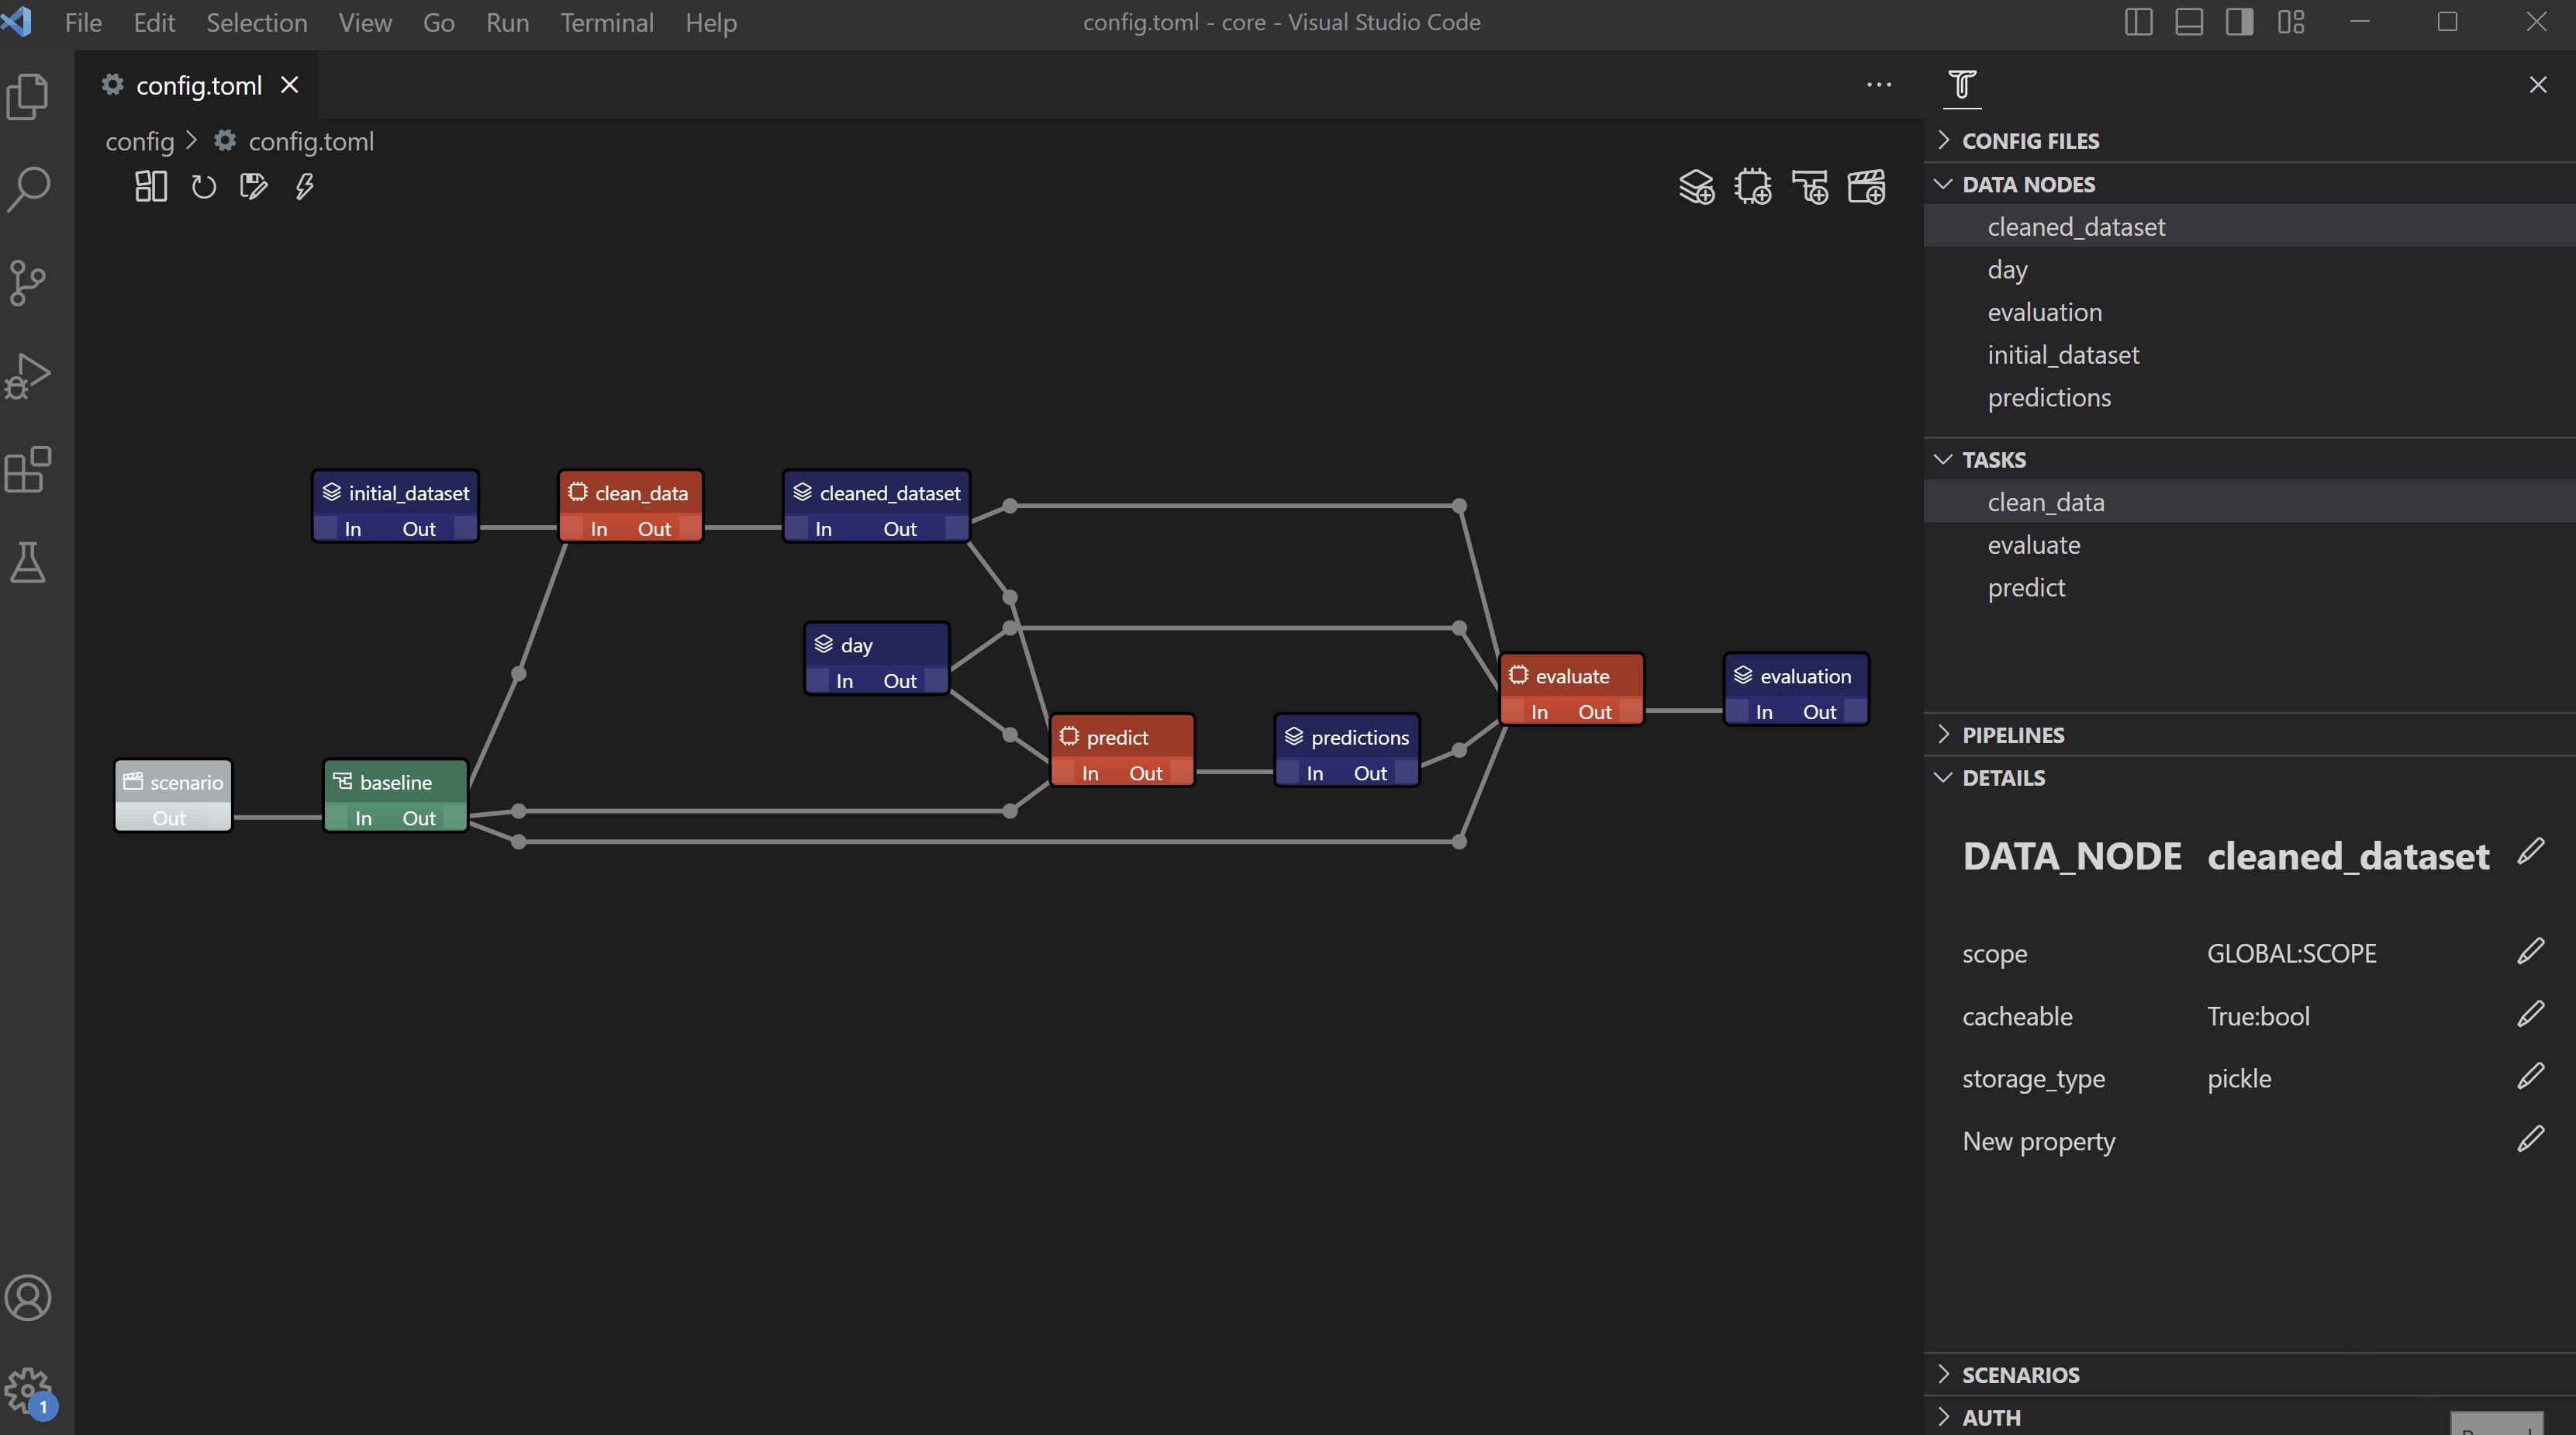 File Edit Selection View Go Run Terminal Help
config.toml - core - Visual Studio Code
config.toml
config > config.toml
initial_dataset
In Out
clean_data
In Out
cleaned_dataset
In Out
day
In Out
evaluate
In Out
evaluation
In Out
predict
In Out
predictions
In Out
scenario
Out
baseline
In Out
1
CONFIG FILES
DATA NODES
cleaned_dataset
day
evaluation
initial_dataset
predictions
TASKS
clean_data
evaluate
predict
PIPELINES
DETAILS
DATA_NODE cleaned_dataset
scope GLOBAL:SCOPE
cacheable True:bool
storage_type pickle
New property
SCENARIOS
AUTH